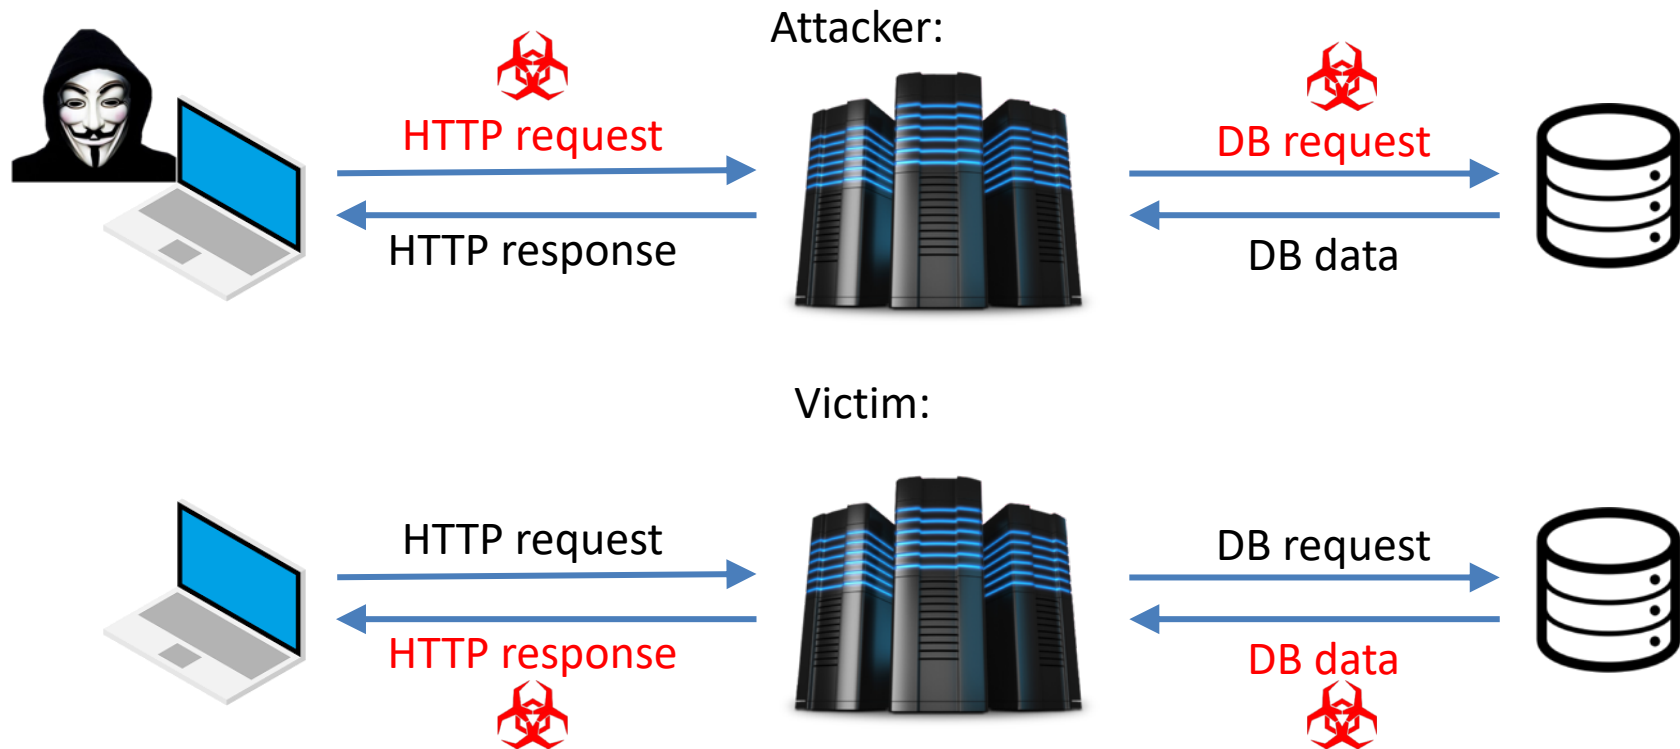 Attacker:
HTTP request
DB request
HTTP response
DB data
Victim:
HTTP request
DB request
HTTP response
DB data